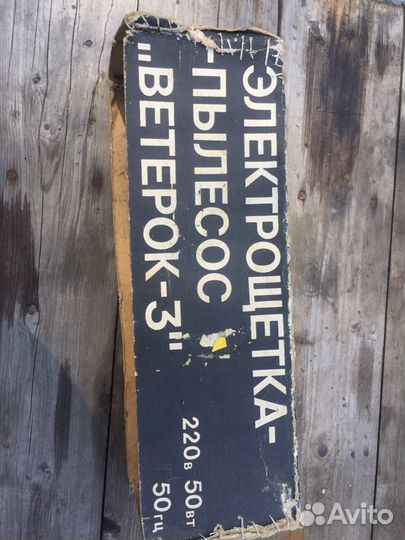 ЭЛЕКТРОЩЕТКА-
-ПЫЛЕСОС
"ВЕТЕРОК-3"
220в 50вт
50гц
Avito